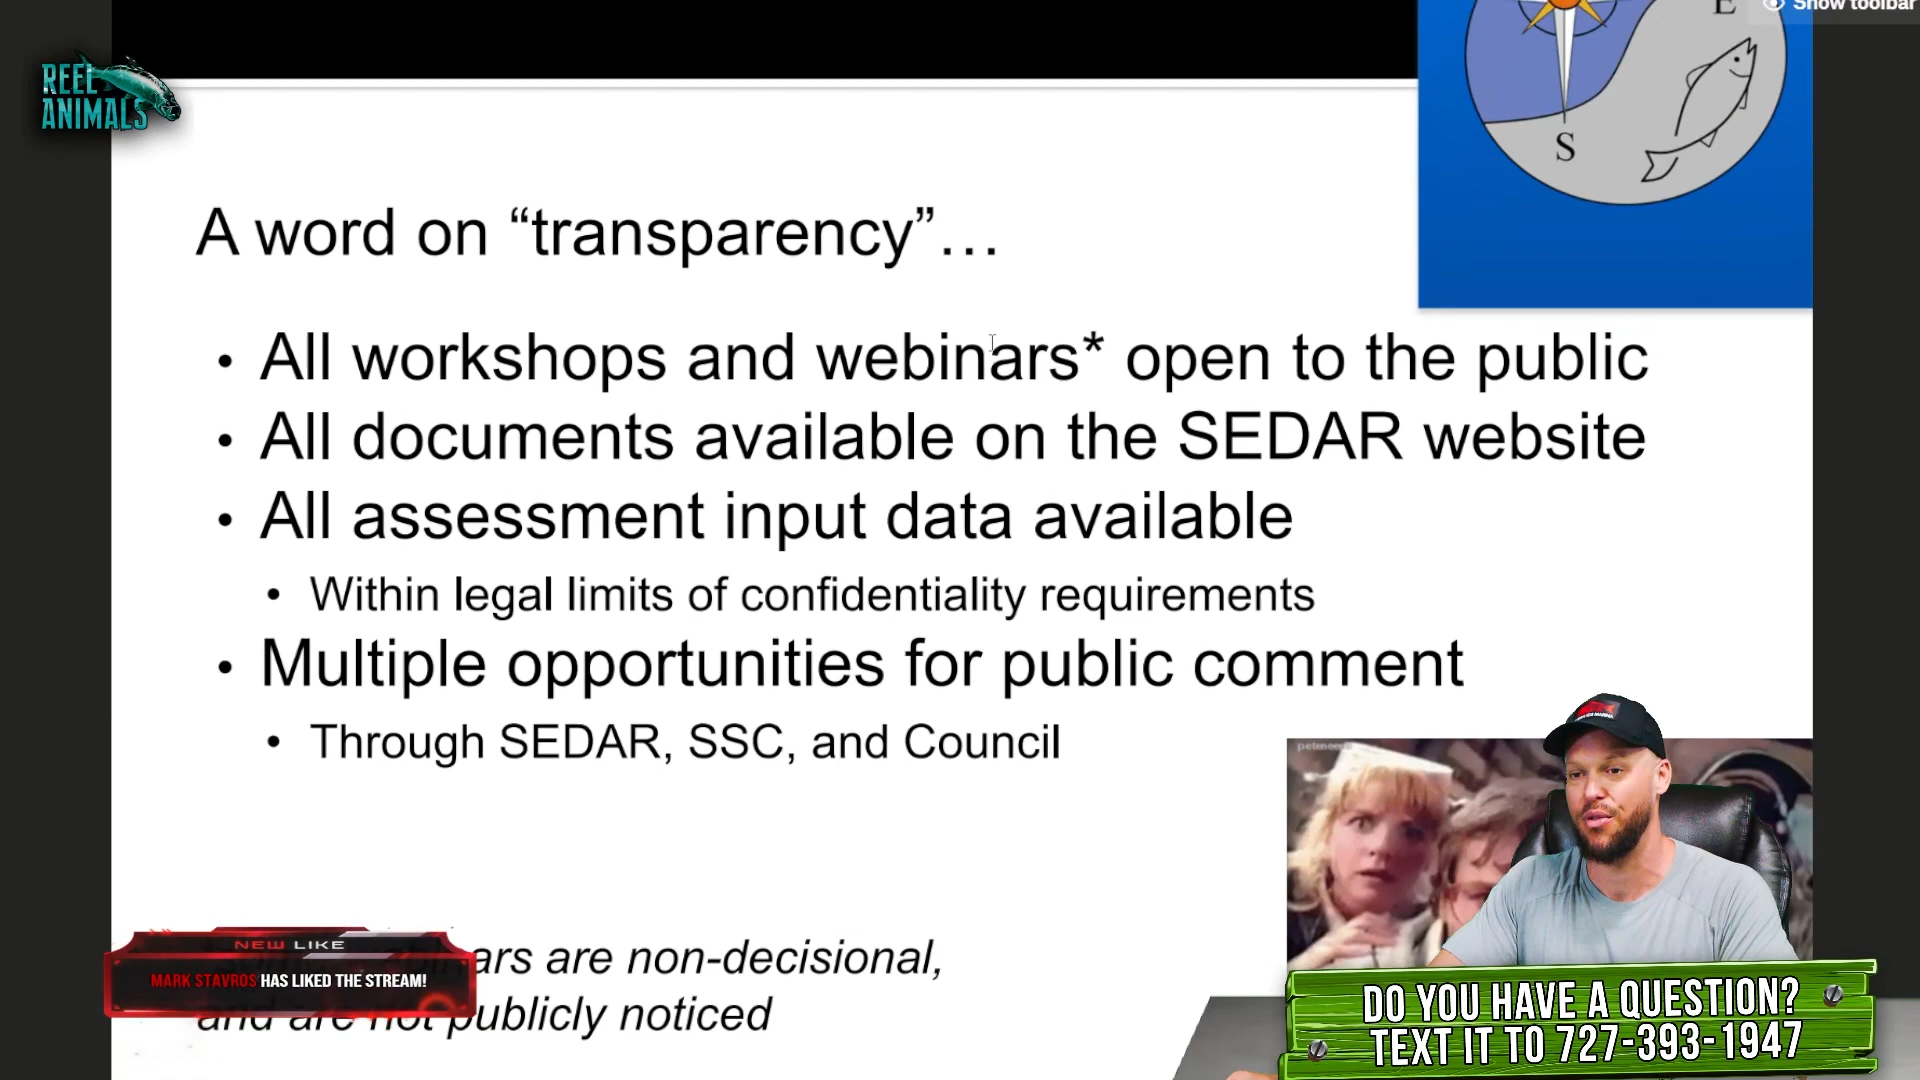 E
Show toolbar
REEL
ANIMALS
S
A word on “transparency”…
• All workshops and webinars* open to the public
• All documents available on the SEDAR website
• All assessment input data available
• Within legal limits of confidentiality requirements
• Multiple opportunities for public comment
• Through SEDAR, SSC, and Council
NEW LIKE
MARK STAVROS HAS LIKED THE STREAM!
are non-decisional,
and are not publicly noticed
DO YOU HAVE A QUESTION?
TEXT IT TO 727-393-1947